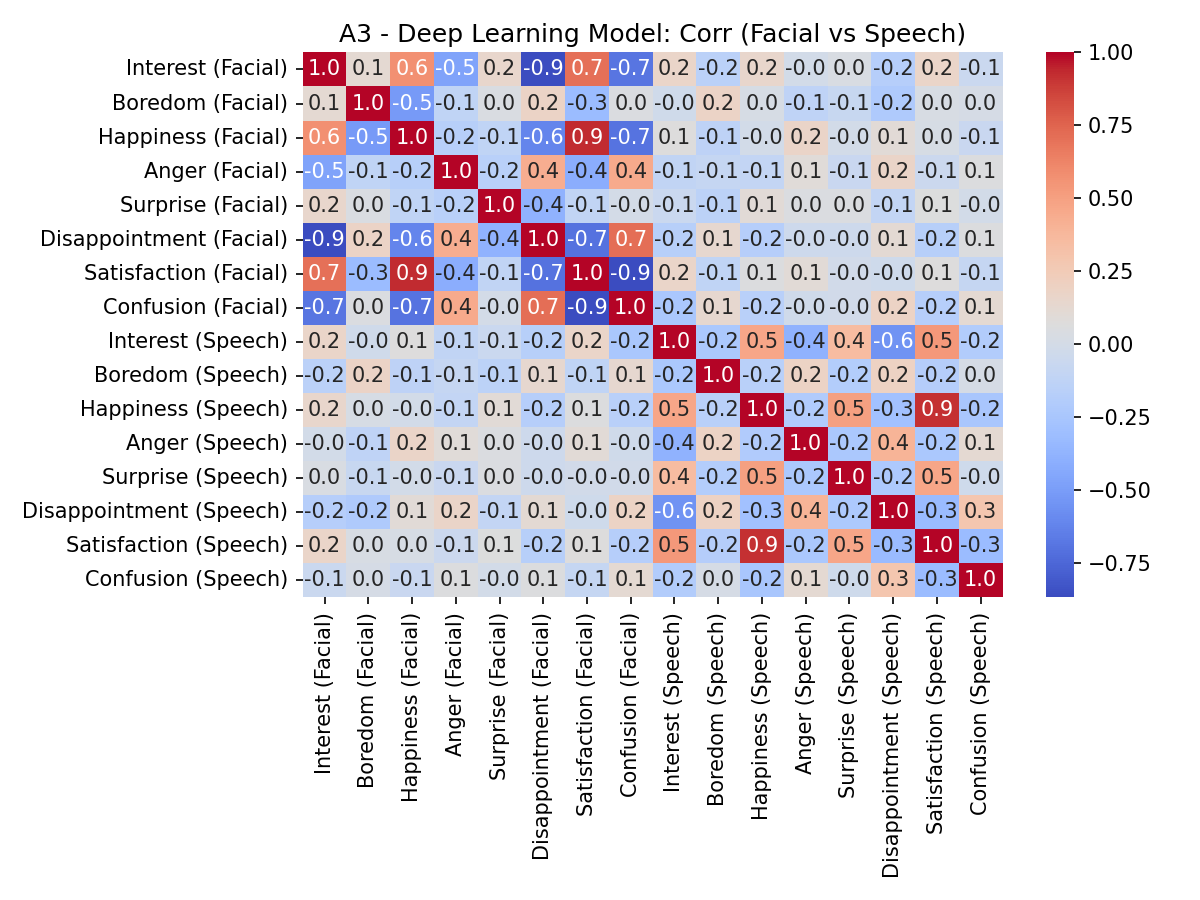 A3 - Deep Learning Model: Corr (Facial vs Speech)
Interest (Facial) 1.0 0.1 0.6 -0.5 0.2 -0.9 0.7 -0.7 0.2 -0.2 0.2 -0.0 0.0 -0.2 0.2 -0.1
Boredom (Facial) 0.1 1.0 -0.5 -0.1 0.0 0.2 -0.3 0.0 -0.0 0.2 0.0 -0.1 -0.1 -0.2 0.0 0.0
Happiness (Facial) 0.6 -0.5 1.0 -0.2 -0.1 -0.6 0.9 -0.7 0.1 -0.1 -0.0 0.2 -0.0 0.1 0.0 -0.1
Anger (Facial) -0.5 -0.1 -0.2 1.0 -0.2 0.4 -0.4 0.4 -0.1 -0.1 -0.1 0.1 -0.1 0.2 -0.1 0.1
Surprise (Facial) 0.2 0.0 -0.1 -0.2 1.0 -0.4 -0.1 -0.0 -0.1 -0.1 0.1 0.0 0.0 -0.1 0.1 -0.0
Disappointment (Facial) -0.9 0.2 -0.6 0.4 -0.4 1.0 -0.7 0.7 -0.2 0.1 -0.2 -0.0 -0.0 0.1 -0.2 0.1
Satisfaction (Facial) 0.7 -0.3 0.9 -0.4 -0.1 -0.7 1.0 -0.9 0.2 -0.1 0.1 0.1 -0.0 -0.0 0.1 -0.1
Confusion (Facial) -0.7 0.0 -0.7 0.4 -0.0 0.7 -0.9 1.0 -0.2 0.1 -0.2 -0.0 -0.0 0.2 -0.2 0.1
Interest (Speech) 0.2 -0.0 0.1 -0.1 -0.1 -0.2 0.2 -0.2 1.0 -0.2 0.5 -0.4 0.4 -0.6 0.5 -0.2
Boredom (Speech) -0.2 0.2 -0.1 -0.1 -0.1 0.1 -0.1 0.1 -0.2 1.0 -0.2 0.2 -0.2 0.2 -0.2 0.0
Happiness (Speech) 0.2 0.0 -0.0 -0.1 0.1 -0.2 0.1 -0.2 0.5 -0.2 1.0 -0.2 0.5 -0.3 0.9 -0.2
Anger (Speech) -0.0 -0.1 0.2 0.1 0.0 -0.0 0.1 -0.0 -0.4 0.2 -0.2 1.0 -0.2 0.4 -0.2 0.1
Surprise (Speech) 0.0 -0.1 -0.0 -0.1 0.0 -0.0 -0.0 -0.0 0.4 -0.2 0.5 -0.2 1.0 -0.2 0.5 -0.0
Disappointment (Speech) -0.2 -0.2 0.1 0.2 -0.1 0.1 -0.0 0.2 -0.6 0.2 -0.3 0.4 -0.2 1.0 -0.3 0.3
Satisfaction (Speech) 0.2 0.0 0.0 -0.1 0.1 -0.2 0.1 -0.2 0.5 -0.2 0.9 -0.2 0.5 -0.3 1.0 -0.3
Confusion (Speech) -0.1 0.0 -0.1 0.1 -0.0 0.1 -0.1 0.1 -0.2 0.0 -0.2 0.1 -0.0 0.3 -0.3 1.0
Interest (Facial)
Boredom (Facial)
Happiness (Facial)
Anger (Facial)
Surprise (Facial)
Disappointment (Facial)
Satisfaction (Facial)
Confusion (Facial)
Interest (Speech)
Boredom (Speech)
Happiness (Speech)
Anger (Speech)
Surprise (Speech)
Disappointment (Speech)
Satisfaction (Speech)
Confusion (Speech)
1.00
0.75
0.50
0.25
0.00
−0.25
−0.50
−0.75